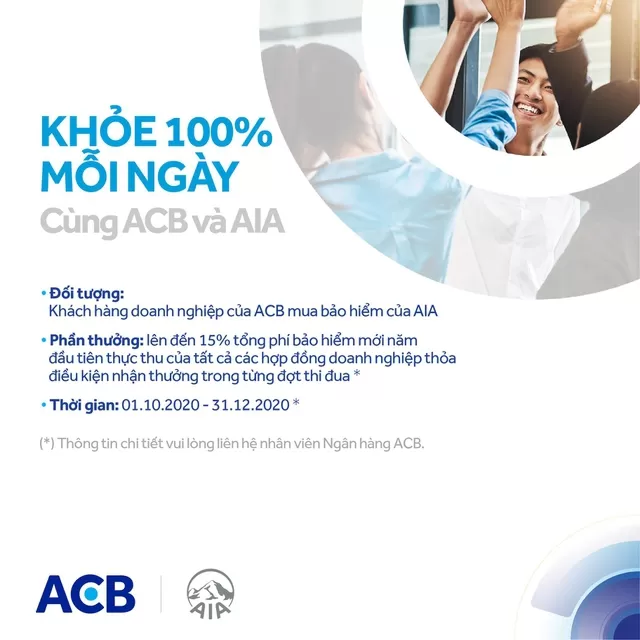 KHỎE 100%
MỖI NGÀY
Cùng ACB và AIA
• Đối tượng:
Khách hàng doanh nghiệp của ACB mua bảo hiểm của AIA
• Phần thưởng: lên đến 15% tổng phí bảo hiểm mới năm
đầu tiên thực thu của tất cả các hợp đồng doanh nghiệp thỏa
điều kiện nhận thưởng trong từng đợt thi đua *
• Thời gian: 01.10.2020 - 31.12.2020 *
(*) Thông tin chi tiết vui lòng liên hệ nhân viên Ngân hàng ACB.
ACB
AIA